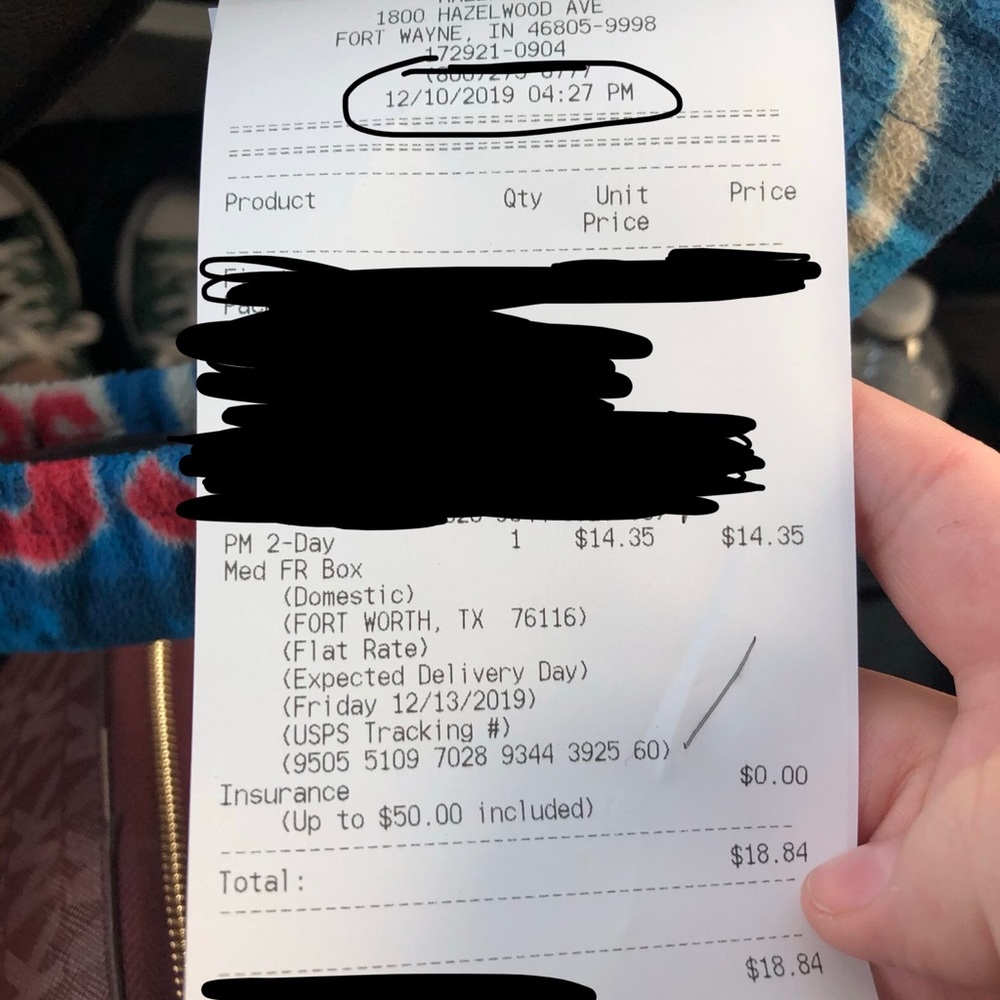 1800 HAZELWOOD AVE
FORT WAYNE, IN 46805-9998
172921-0904
12/10/2019 04:27 PM
Product Qty Unit Price
Price
PM 2-Day 1 $14.35 $14.35
Med FR Box
(Domestic)
(FORT WORTH, TX 76116)
(Flat Rate)
(Expected Delivery Day)
(Friday 12/13/2019)
(USPS Tracking #)
(9505 5109 7028 9344 3925 60)
Insurance $0.00
(Up to $50.00 included)
Total: $18.84
$18.84